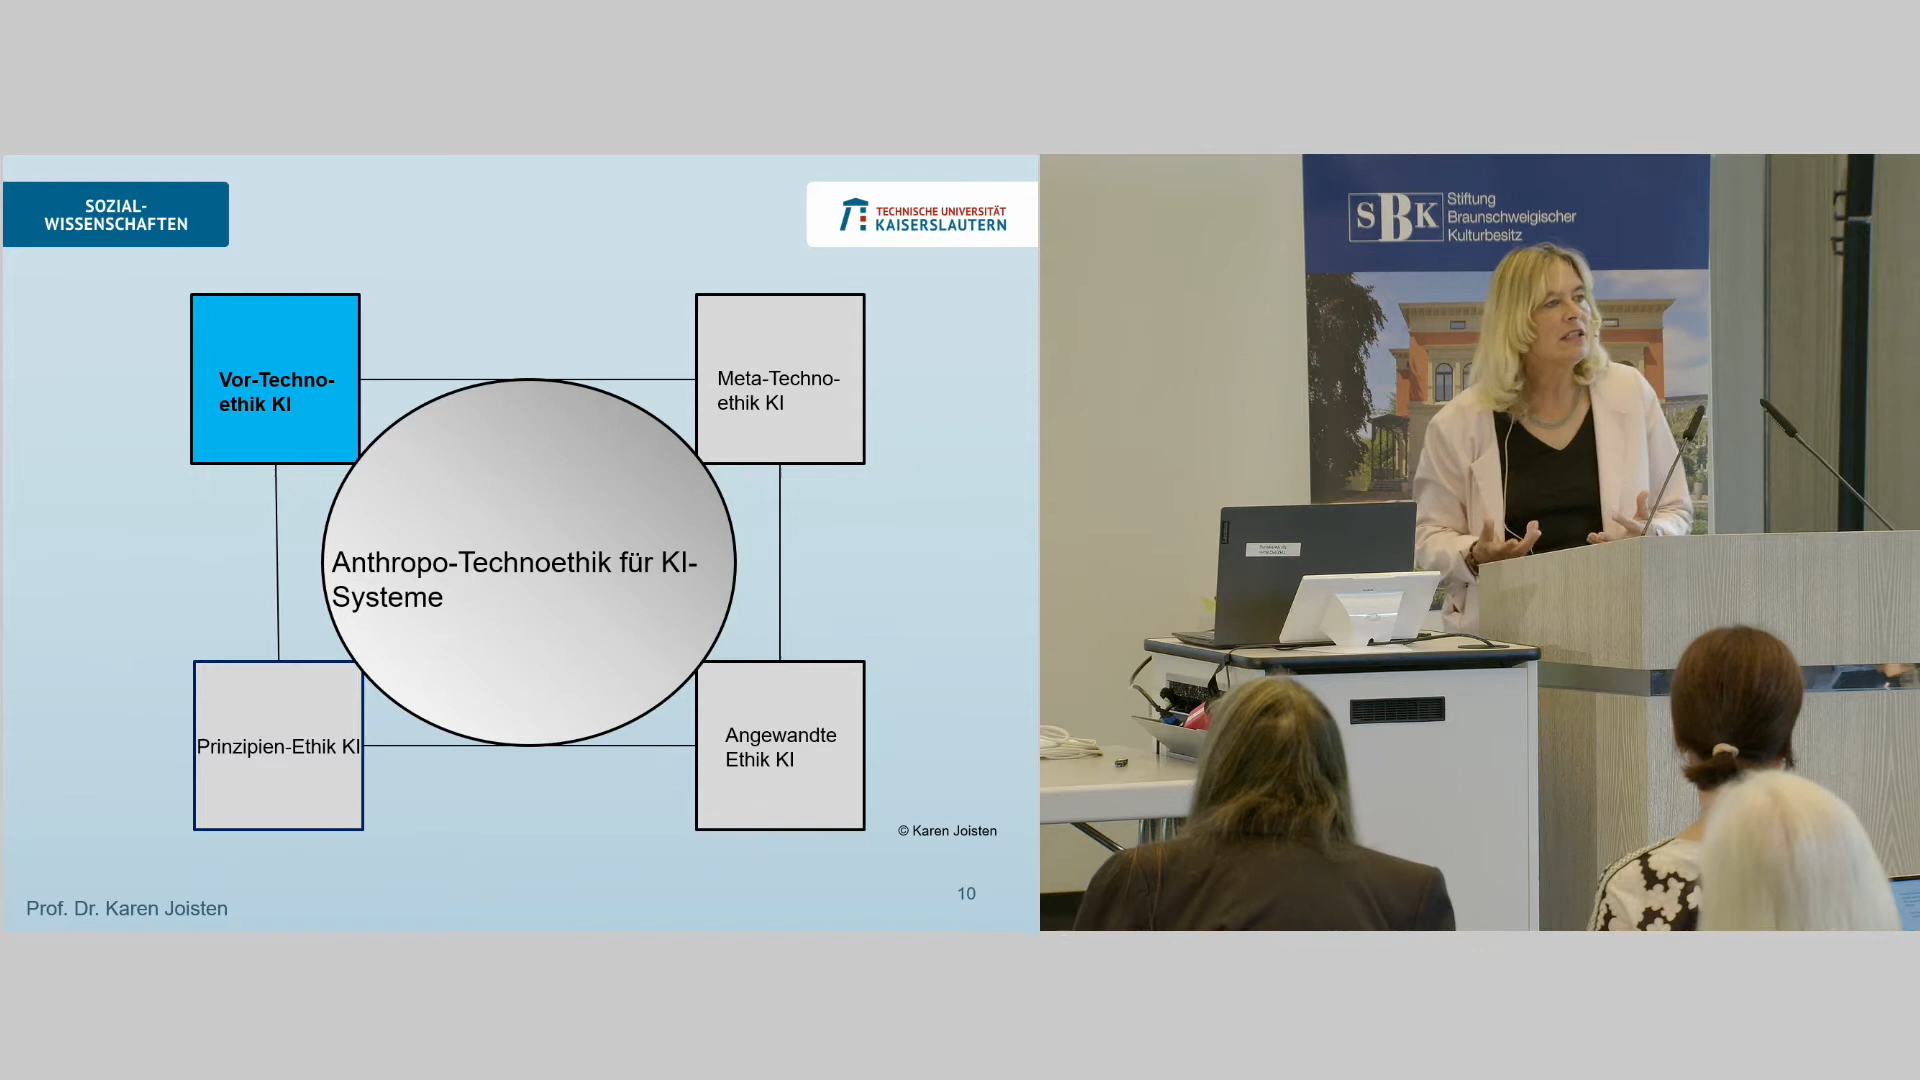 SOZIAL-
WISSENSCHAFTEN
TECHNISCHE UNIVERSITÄT
KAISERSLAUTERN
Vor-Techno-
ethik KI
Meta-Techno-
ethik KI
Anthropo-Technoethik für KI-
Systeme
Prinzipien-Ethik KI
Angewandte
Ethik KI
© Karen Joisten
10
Prof. Dr. Karen Joisten
SBK
Stiftung
Braunschweigischer
Kulturbesitz